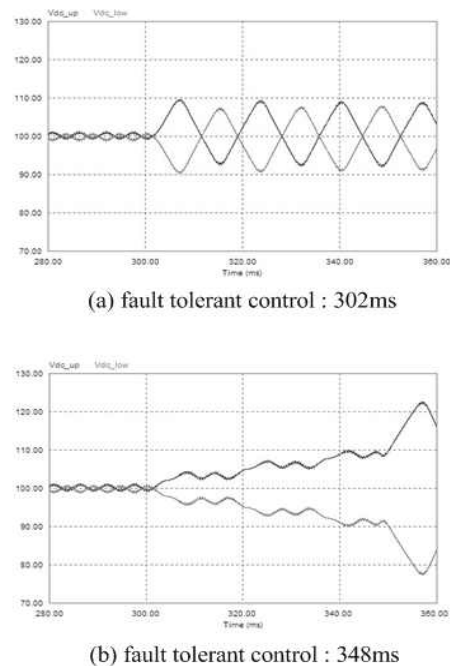 Vdc_up Vdc_low
130.00
120.00
110.00
100.00
90.00
80.00
70.00
280.00 300.00 320.00 340.00 360.00
Time (ms)
(a) fault tolerant control : 302ms
Vdc_up Vdc_low
130.00
120.00
110.00
100.00
90.00
80.00
70.00
280.00 300.00 320.00 340.00 360.00
Time (ms)
(b) fault tolerant control : 348ms